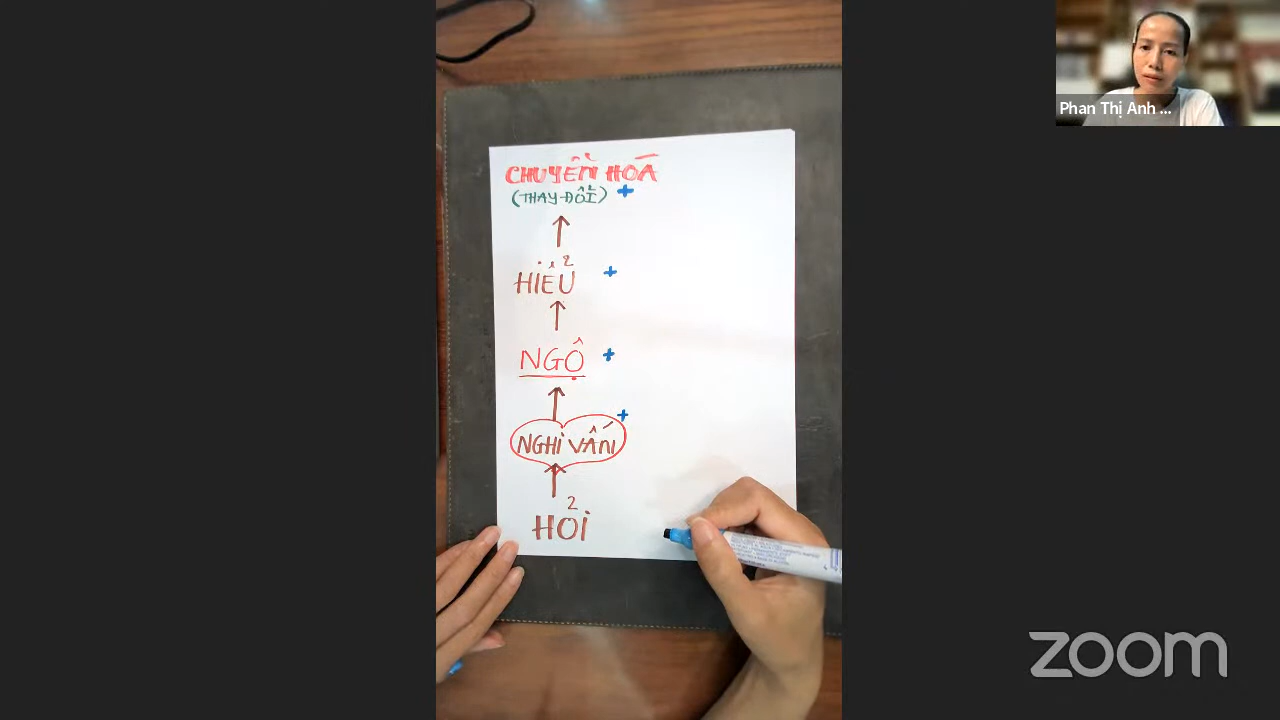 CHUYỂN HOÁ
(THAY ĐỔI) +
↑
HIỂU +
↑
NGỘ +
↑
NGHI VẤN +
↑
HỎI
Phan Thị Anh ...
zoom